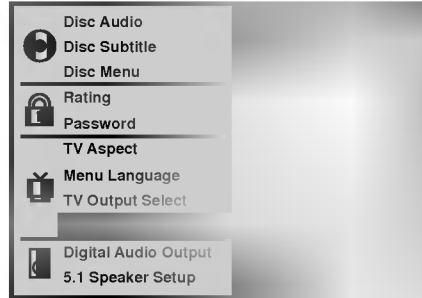 Disc Audio
Disc Subtitle
Disc Menu
Rating
Password
TV Aspect
Menu Language
TV Output Select
Digital Audio Output
5.1 Speaker Setup